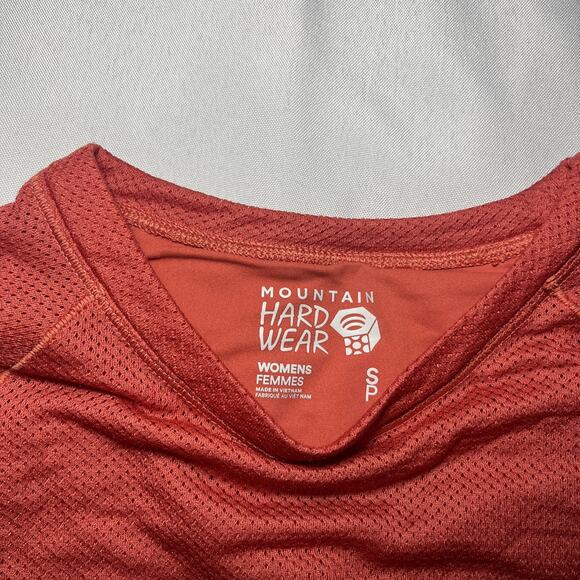 MOUNTAIN
HARD
WEAR
WOMENS
FEMMES
MADE IN VIETNAM
FABRIQUÉ AU VIÊT NAM
S
P